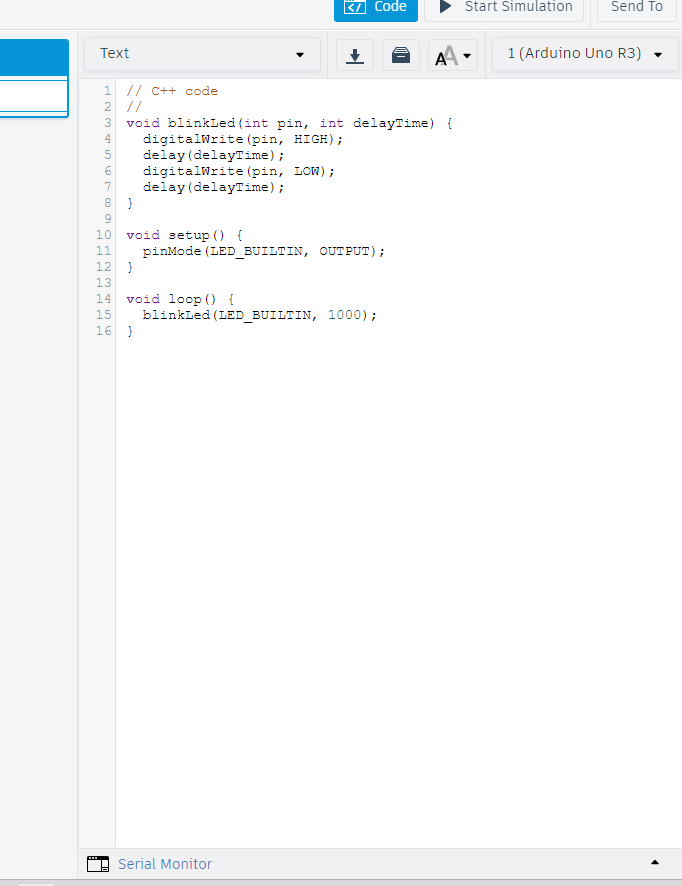 Code
Start Simulation
Send To
Text
AA
1 (Arduino Uno R3)
1 // C++ code
2 //
3 void blinkLed(int pin, int delayTime) {
4   digitalWrite(pin, HIGH);
5   delay(delayTime);
6   digitalWrite(pin, LOW);
7   delay(delayTime);
8 }
9
10 void setup() {
11   pinMode(LED_BUILTIN, OUTPUT);
12 }
13
14 void loop() {
15   blinkLed(LED_BUILTIN, 1000);
16 }
Serial Monitor